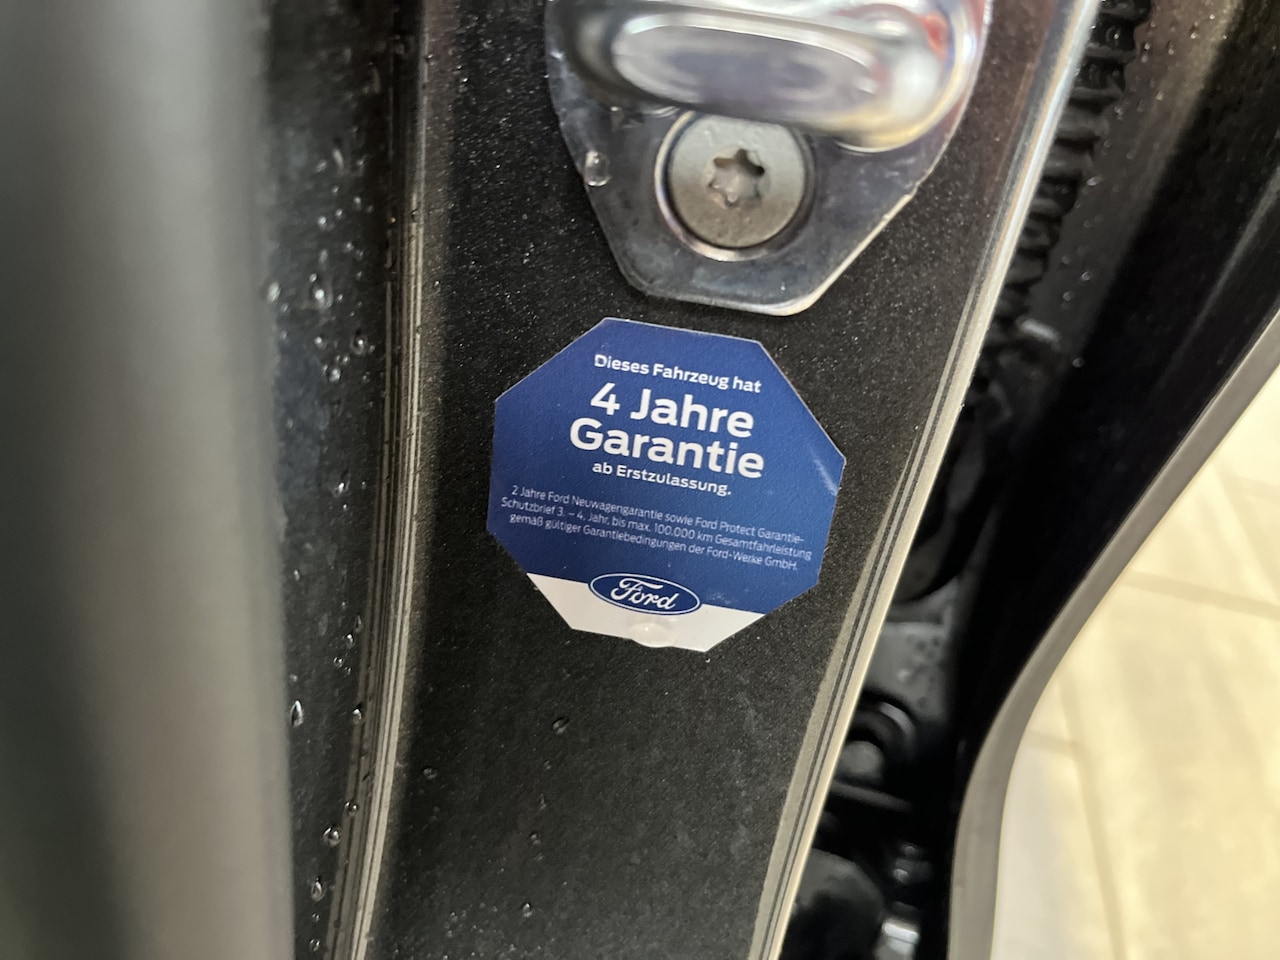 Dieses Fahrzeug hat
4 Jahre
Garantie
ab Erstzulassung.
2 Jahre Ford Neuwagengarantie sowie Ford Protect Garantie-
Schutzbrief 3. – 4. Jahr, bis max. 100.000 km Gesamtfahrleistung
gemäß gültiger Garantiebedingungen der Ford-Werke GmbH.
Ford